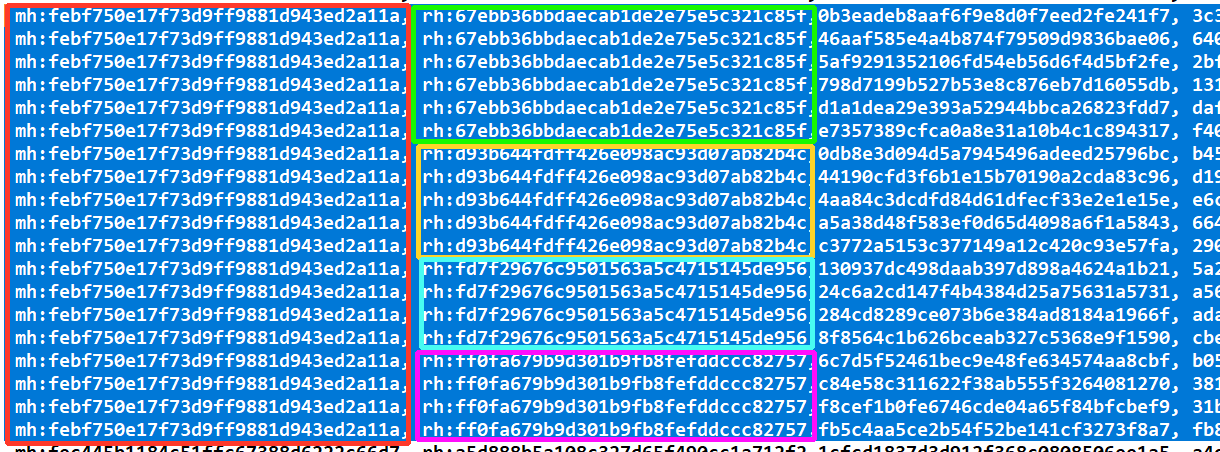 mh:febf750e17f73d9ff9881d943ed2a11a, rh:67ebb36bbdaecab1de2e75e5c321c85f,0b3eadeb8aaf6f9e8d0f7eed2fe241f7, 3c3
mh:febf750e17f73d9ff9881d943ed2a11a, rh:67ebb36bbdaecab1de2e75e5c321c85f,46aaf585e4a4b874f79509d9836bae06, 640
mh:febf750e17f73d9ff9881d943ed2a11a, rh:67ebb36bbdaecab1de2e75e5c321c85f,5af9291352106fd54eb56d6f4d5bf2fe, 2bf
mh:febf750e17f73d9ff9881d943ed2a11a, rh:67ebb36bbdaecab1de2e75e5c321c85f,798d7199b527b53e8c876eb7d16055db, 131
mh:febf750e17f73d9ff9881d943ed2a11a, rh:67ebb36bbdaecab1de2e75e5c321c85f,d1a1dea29e393a52944bbca26823fdd7, daf
mh:febf750e17f73d9ff9881d943ed2a11a, rh:67ebb36bbdaecab1de2e75e5c321c85f,e7357389cfca0a8e31a10b4c1c894317, f40
mh:febf750e17f73d9ff9881d943ed2a11a, rh:d93b644fdff426e098ac93d07ab82b4c,0db8e3d094d5a7945496adeed25796bc, b45
mh:febf750e17f73d9ff9881d943ed2a11a, rh:d93b644fdff426e098ac93d07ab82b4c,44190cfd3f6b1e15b70190a2cda83c96, d19
mh:febf750e17f73d9ff9881d943ed2a11a, rh:d93b644fdff426e098ac93d07ab82b4c,4aa84c3dcdfd84d61dfecf33e2e1e15e, e6c
mh:febf750e17f73d9ff9881d943ed2a11a, rh:d93b644fdff426e098ac93d07ab82b4c,a5a38d48f583ef0d65d4098a6f1a5843, 664
mh:febf750e17f73d9ff9881d943ed2a11a, rh:d93b644fdff426e098ac93d07ab82b4c,c3772a5153c377149a12c420c93e57fa, 290
mh:febf750e17f73d9ff9881d943ed2a11a, rh:fd7f29676c9501563a5c4715145de956,130937dc498daab397d898a4624a1b21, 5a2
mh:febf750e17f73d9ff9881d943ed2a11a, rh:fd7f29676c9501563a5c4715145de956,24c6a2cd147f4b4384d25a75631a5731, a50
mh:febf750e17f73d9ff9881d943ed2a11a, rh:fd7f29676c9501563a5c4715145de956,284cd8289ce073b6e384ad8184a1966f, ada
mh:febf750e17f73d9ff9881d943ed2a11a, rh:fd7f29676c9501563a5c4715145de956,8f8564c1b626bceab327c5368e9f1590, cbe
mh:febf750e17f73d9ff9881d943ed2a11a, rh:ff0fa679b9d301b9fb8fefddccc82757,6c7d5f52461bec9e48fe634574aa8cbf, b05
mh:febf750e17f73d9ff9881d943ed2a11a, rh:ff0fa679b9d301b9fb8fefddccc82757,c84e58c311622f38ab555f3264081270, 381
mh:febf750e17f73d9ff9881d943ed2a11a, rh:ff0fa679b9d301b9fb8fefddccc82757,f8cef1b0fe6746cde04a65f84bfcbef9, 31b
mh:febf750e17f73d9ff9881d943ed2a11a, rh:ff0fa679b9d301b9fb8fefddccc82757,fb5c4aa5ce2b54f52be141cf3273f8a7, fb8